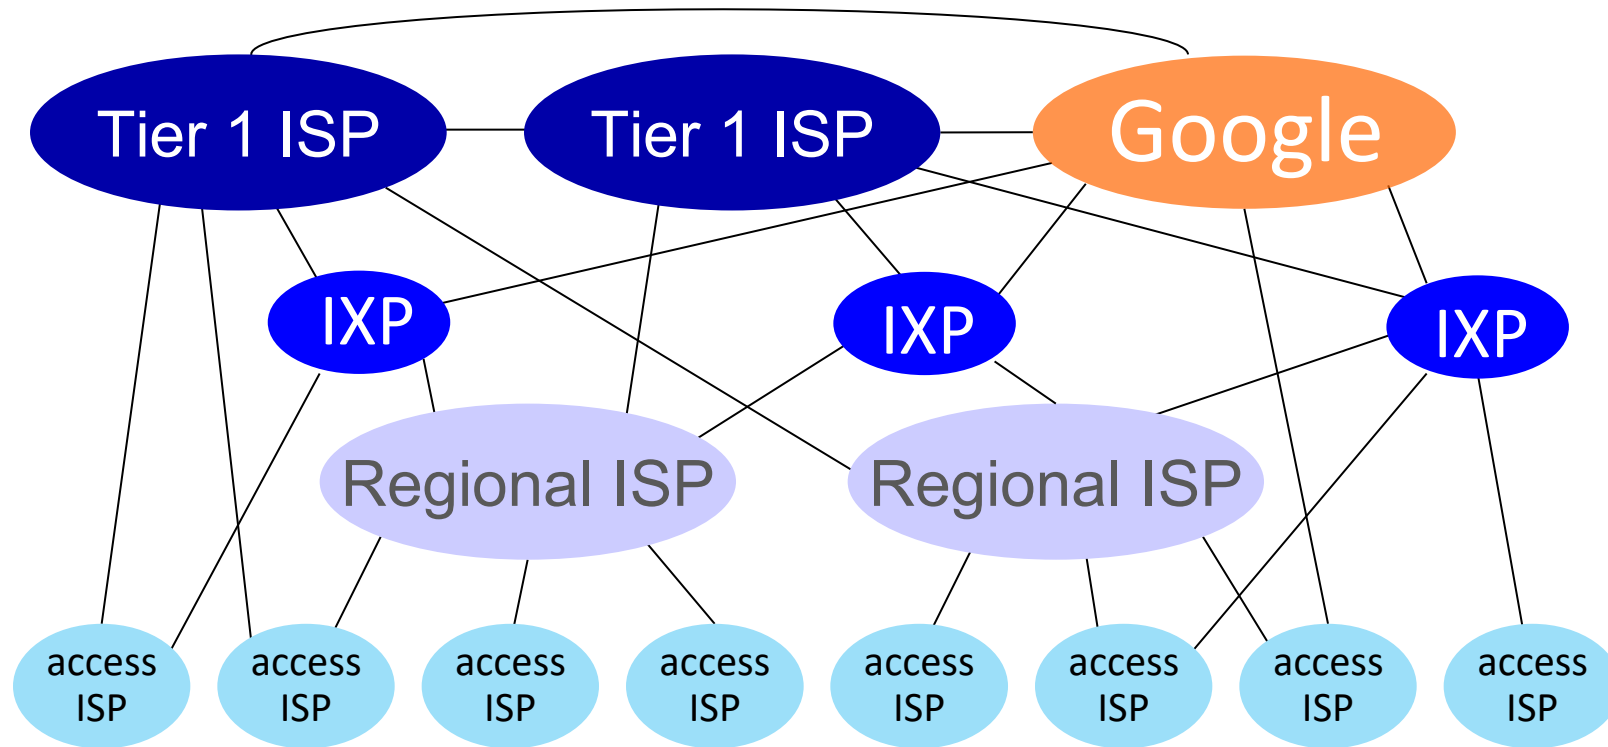 Tier 1 ISP
Tier 1 ISP
Google
IXP
IXP
IXP
Regional ISP
Regional ISP
access
ISP
access
ISP
access
ISP
access
ISP
access
ISP
access
ISP
access
ISP
access
ISP